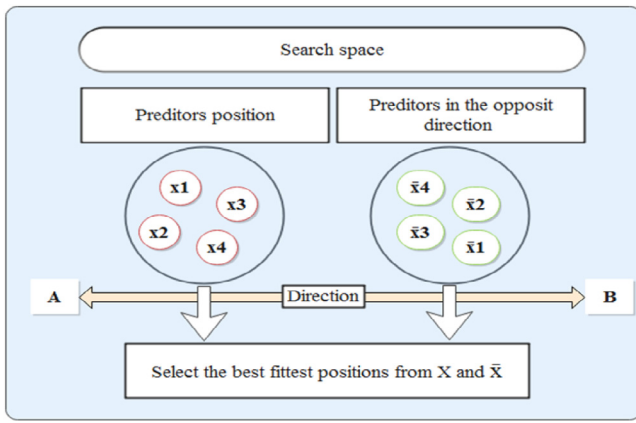 Search space
Preditors position
Preditors in the opposit
direction
x1
x3
x2
x4
x̄4
x̄2
x̄3
x̄1
A
Direction
B
Select the best fittest positions from X and X̄